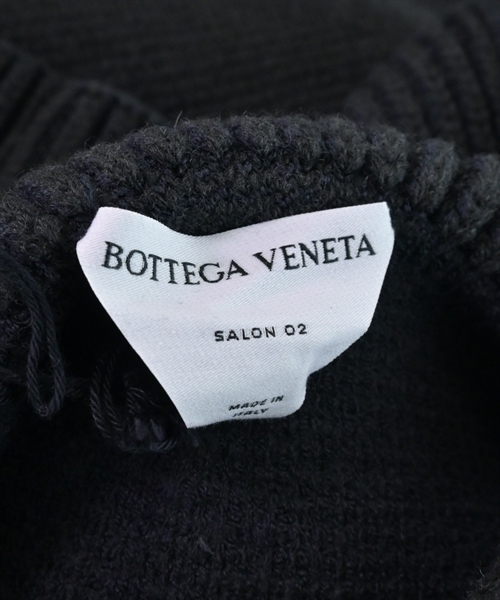 BOTTEGA VENETA
SALON 02
MADE IN
ITALY